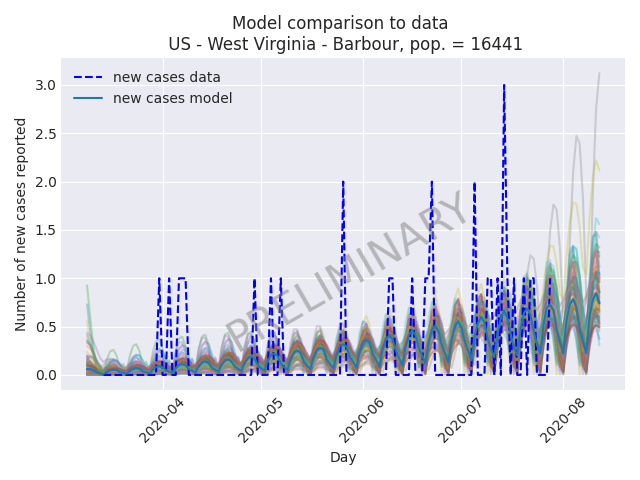 Model comparison to data
US - West Virginia - Barbour, pop. = 16441
new cases data
new cases model
Number of new cases reported
3.0
2.5
2.0
1.5
1.0
0.5
0.0
PRELIMINARY
2020-04
2020-05
2020-06
2020-07
2020-08
Day